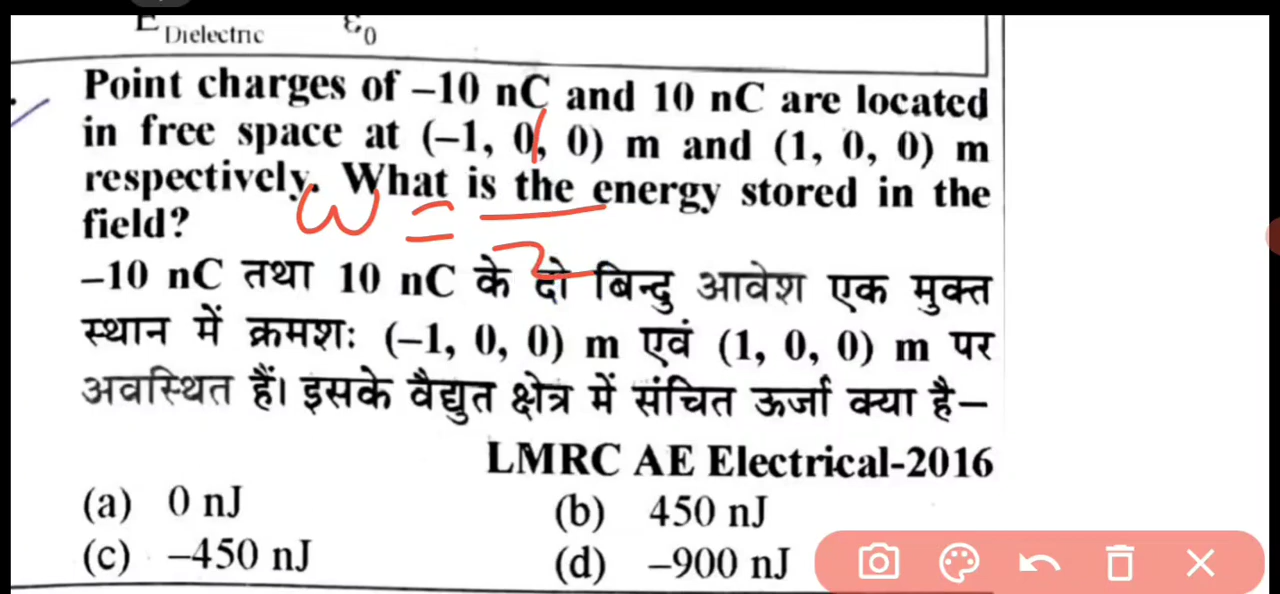 E Dielectric ε0
Point charges of –10 nC and 10 nC are located
in free space at (–1, 0, 0) m and (1, 0, 0) m
respectively. What is the energy stored in the
field?
W = 2
–10 nC तथा 10 nC के दो बिन्दु आवेश एक मुक्त
स्थान में क्रमशः (–1, 0, 0) m एवं (1, 0, 0) m पर
अवस्थित हैं। इसके वैद्युत क्षेत्र में संचित ऊर्जा क्या है–
LMRC AE Electrical-2016
(a) 0 nJ (b) 450 nJ
(c) –450 nJ (d) –900 nJ